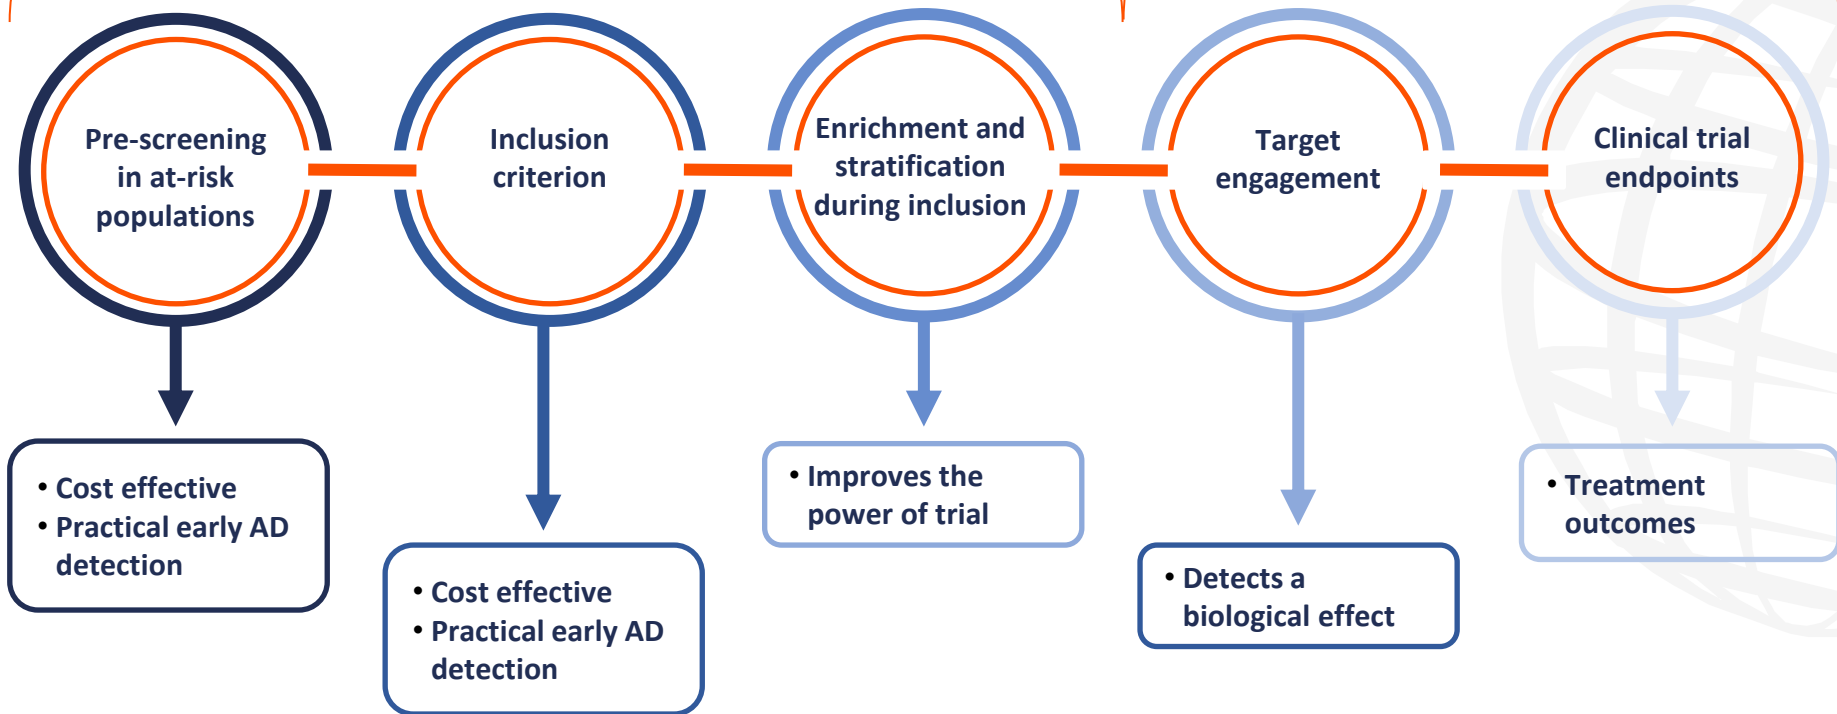 Pre-screening
in at-risk
populations
Inclusion
criterion
Enrichment and
stratification
during inclusion
Target
engagement
Clinical trial
endpoints
• Cost effective
• Practical early AD
detection
• Cost effective
• Practical early AD
detection
• Improves the
power of trial
• Detects a
biological effect
• Treatment
outcomes